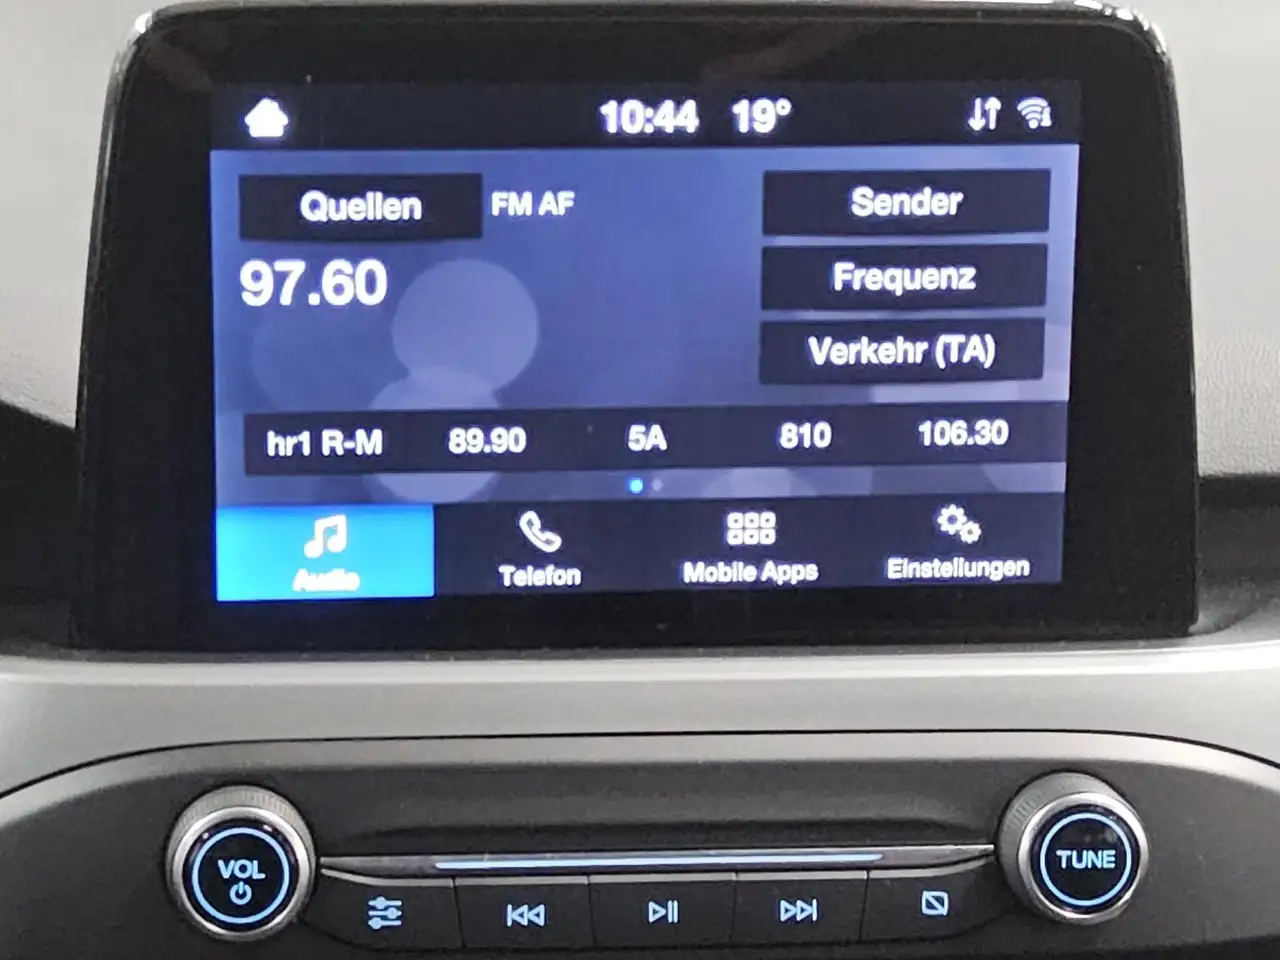 10:44 19°
Quellen FM AF Sender
97.60 Frequenz
Verkehr (TA)
hr1 R-M 89.90 5A 810 106.30
Audio Telefon Mobile Apps Einstellungen
VOL TUNE